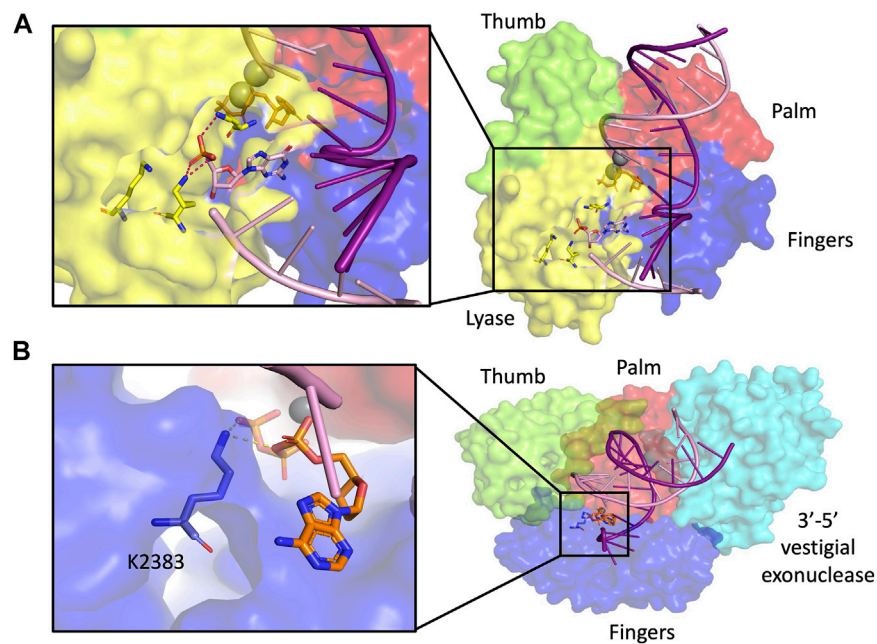 A
Thumb
Palm
Fingers
Lyase
B
Thumb
Palm
K2383
3’-5’
vestigial
exonuclease
Fingers